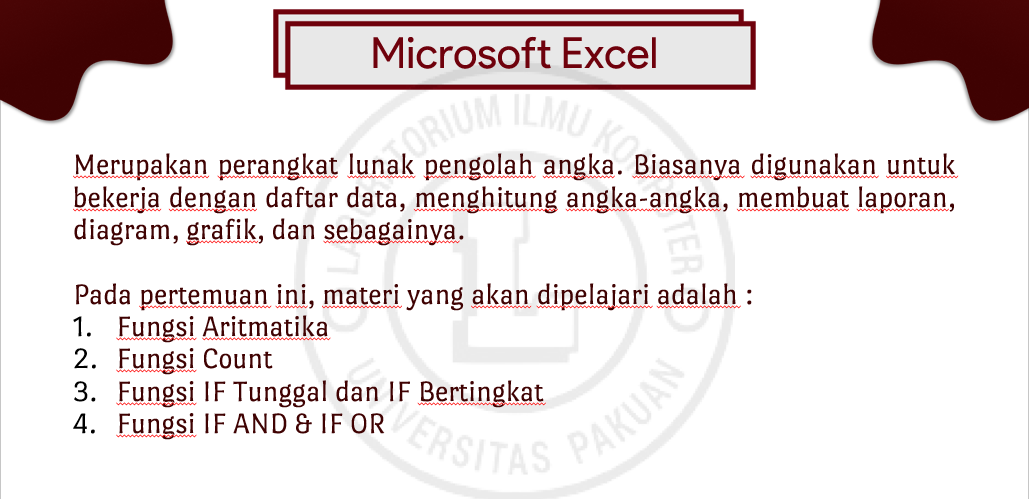 Microsoft Excel
Merupakan perangkat lunak pengolah angka. Biasanya digunakan untuk
bekerja dengan daftar data, menghitung angka-angka, membuat laporan,
diagram, grafik, dan sebagainya.
Pada pertemuan ini, materi yang akan dipelajari adalah :
1. Fungsi Aritmatika
2. Fungsi Count
3. Fungsi IF Tunggal dan IF Bertingkat
4. Fungsi IF AND & IF OR
LABORATORIUM ILMU KOMPUTER
UNIVERSITAS PAKUAN
L